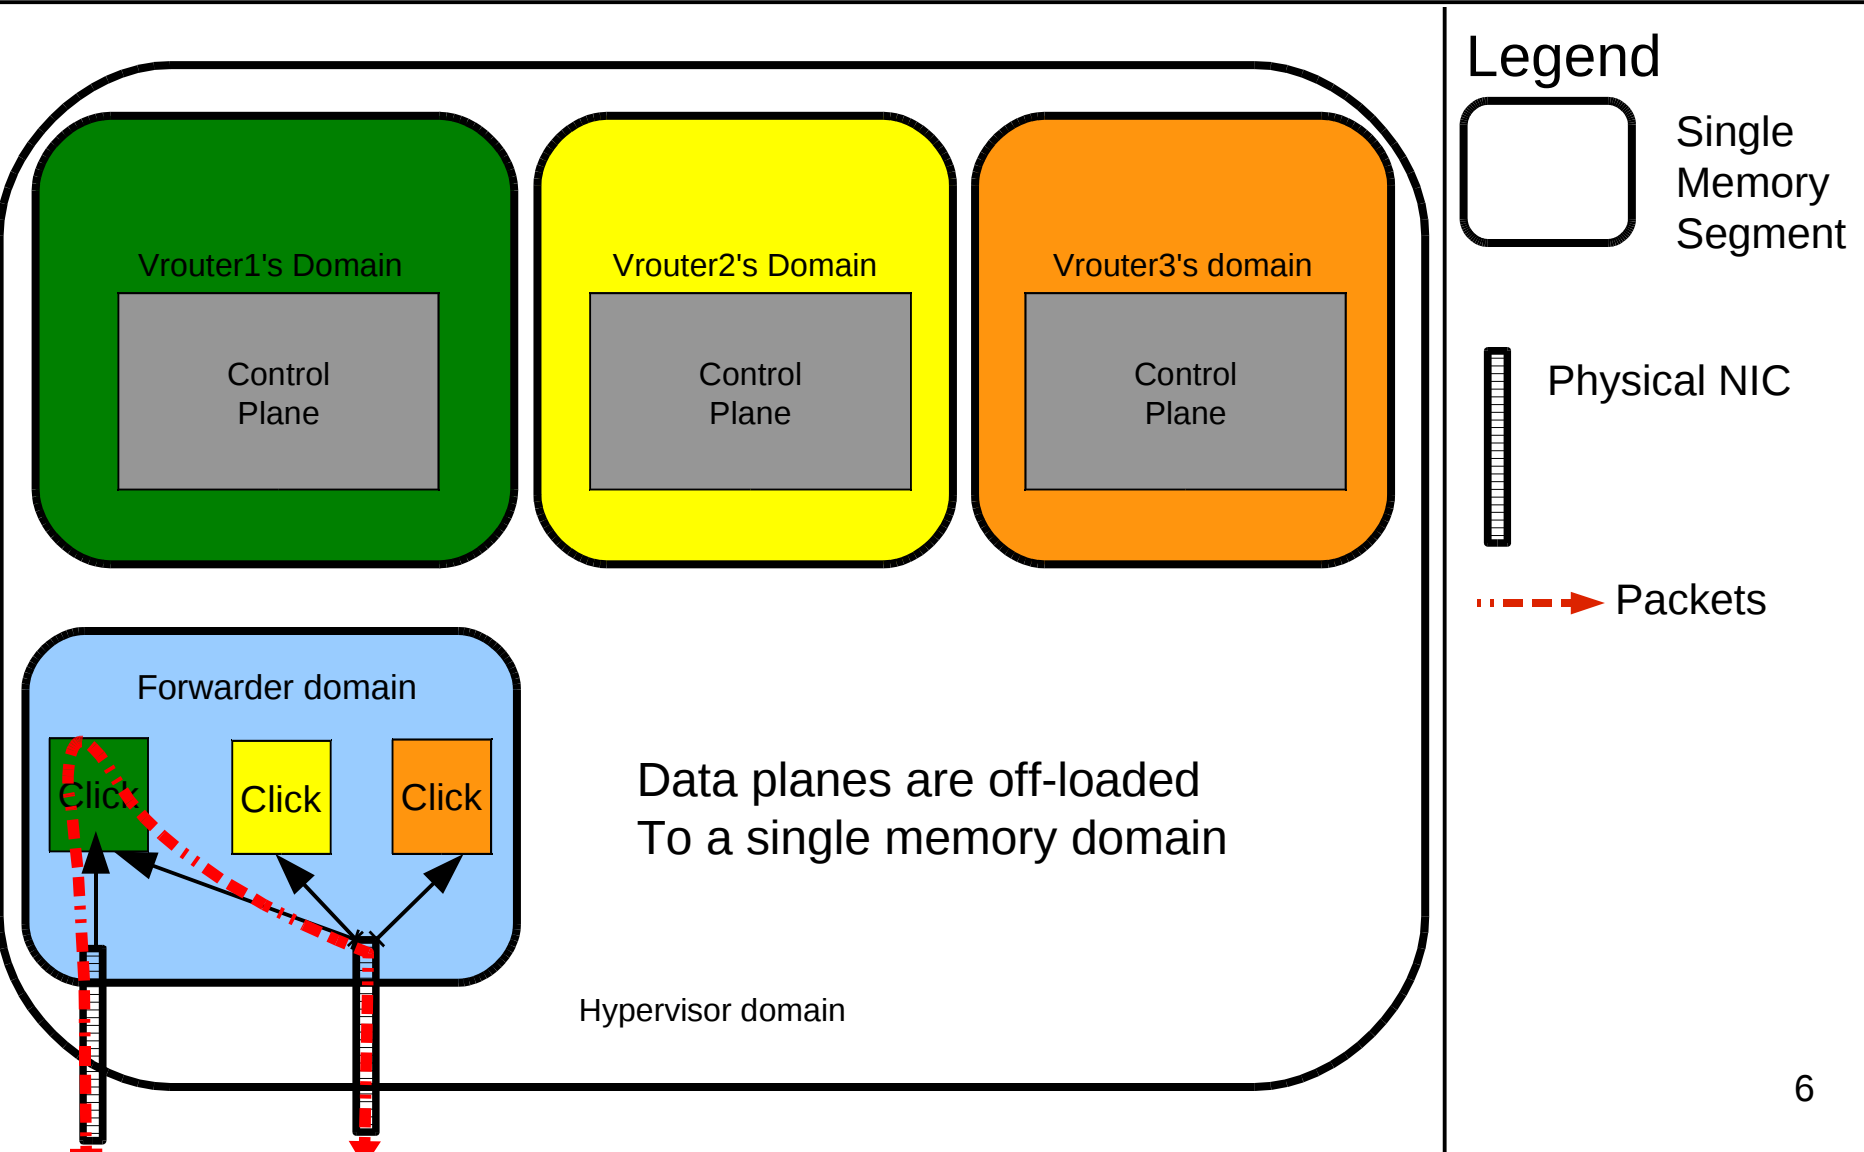 Legend
Single
Memory
Segment
Physical NIC
Packets
Vrouter1's Domain
Control
Plane
Vrouter2's Domain
Control
Plane
Vrouter3's domain
Control
Plane
Forwarder domain
Click
Click
Click
Data planes are off-loaded
To a single memory domain
Hypervisor domain
6